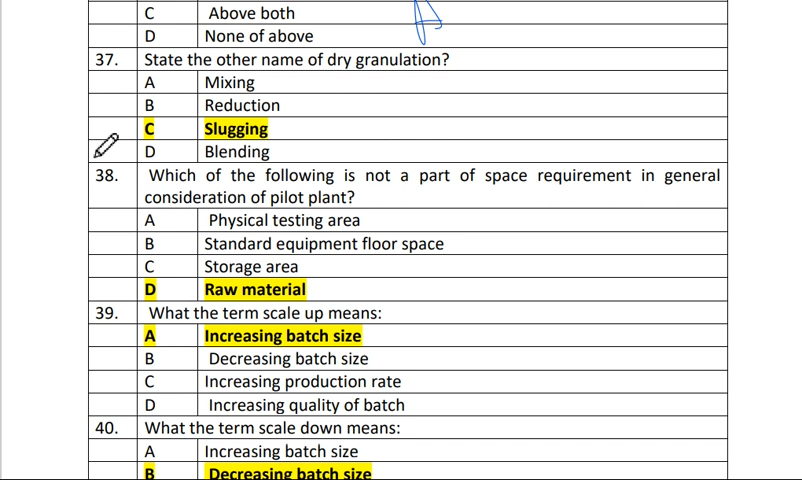 C Above both
D None of above
37. State the other name of dry granulation?
A Mixing
B Reduction
C Slugging
D Blending
38. Which of the following is not a part of space requirement in general
consideration of pilot plant?
A Physical testing area
B Standard equipment floor space
C Storage area
D Raw material
39. What the term scale up means:
A Increasing batch size
B Decreasing batch size
C Increasing production rate
D Increasing quality of batch
40. What the term scale down means:
A Increasing batch size
B Decreasing batch size